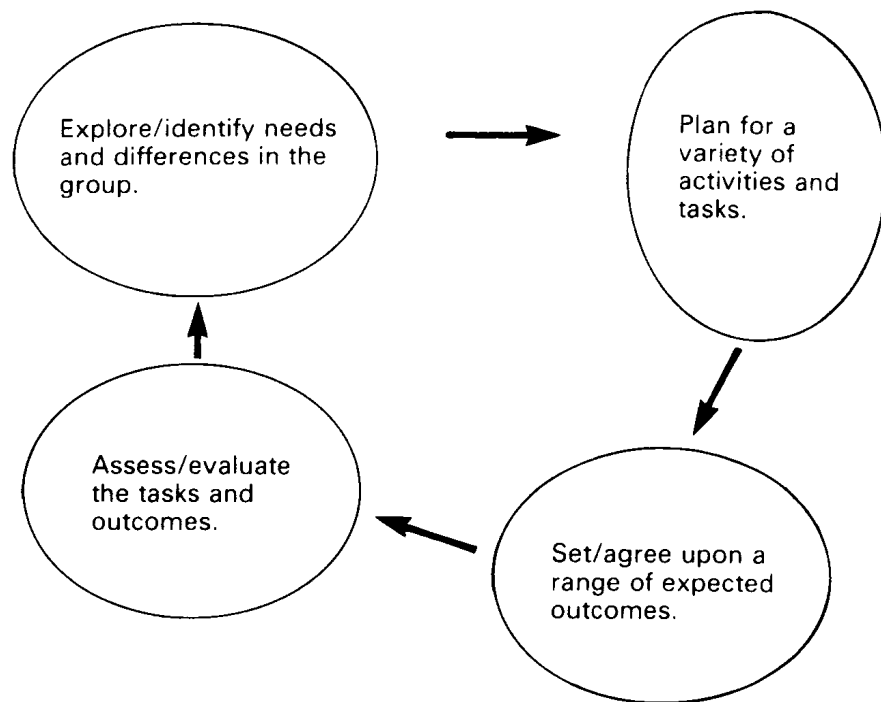 Explore/identify needs
and differences in the
group.
Plan for a
variety of
activities and
tasks.
Set/agree upon a
range of expected
outcomes.
Assess/evaluate
the tasks and
outcomes.